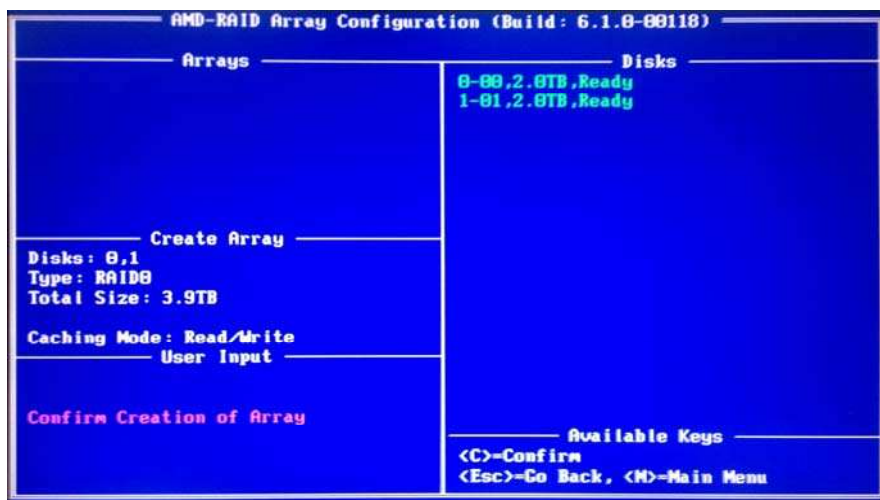 AMD-RAID Array Configuration (Build: 6.1.0-00118)
Arrays
Create Array
Disks: 0,1
Type: RAID0
Total Size: 3.9TB
Caching Mode: Read/Write
User Input
Confirm Creation of Array
Disks
0-00,2.0TB,Ready
1-01,2.0TB,Ready
Available Keys
<C>=Confirm
<Esc>=Go Back, <M>=Main Menu